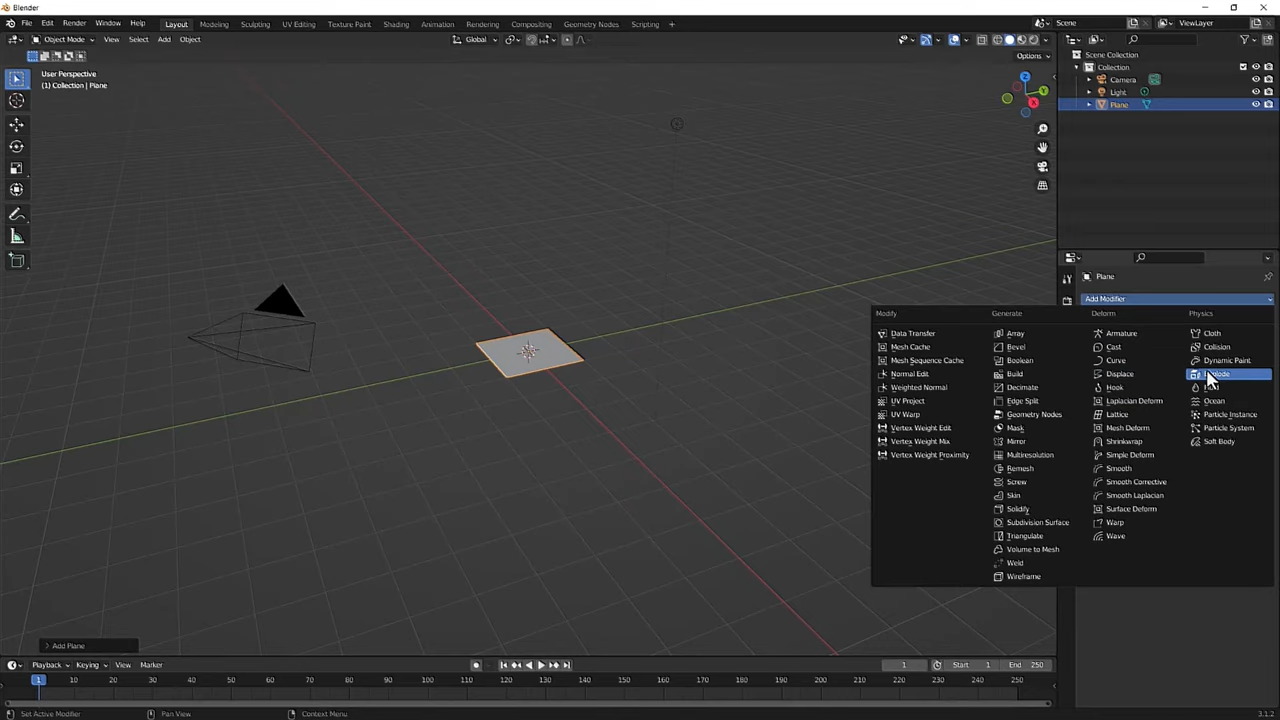 Blender
File Edit Render Window Help Layout Modeling Sculpting UV Editing Texture Paint Shading Animation Rendering Compositing Geometry Nodes Scripting + Scene ViewLayer
Object Mode View Select Add Object Global
Options
User Perspective
(1) Collection | Plane
Z
Y
X
Scene Collection
Collection
Camera
Light
Plane
Plane
Add Modifier
Modify
Data Transfer
Mesh Cache
Mesh Sequence Cache
Normal Edit
Weighted Normal
UV Project
UV Warp
Vertex Weight Edit
Vertex Weight Mix
Vertex Weight Proximity
Generate
Array
Bevel
Boolean
Build
Decimate
Edge Split
Geometry Nodes
Mask
Mirror
Multiresolution
Remesh
Screw
Skin
Solidify
Subdivision Surface
Triangulate
Volume to Mesh
Weld
Wireframe
Deform
Armature
Cast
Curve
Displace
Hook
Laplacian Deform
Lattice
Mesh Deform
Shrinkwrap
Simple Deform
Smooth
Smooth Corrective
Smooth Laplacian
Surface Deform
Warp
Wave
Physics
Cloth
Collision
Dynamic Paint
Ocean
Particle Instance
Particle System
Soft Body
Add Plane
Playback Keying View Marker 1 Start 1 End 250
1 10 20 30 40 50 60 70 80 90 100 110 120 130 140 150 160 170 180 190 200 210 220 230 240 250
Set Active Modifier Pan View Context Menu 3.1.2